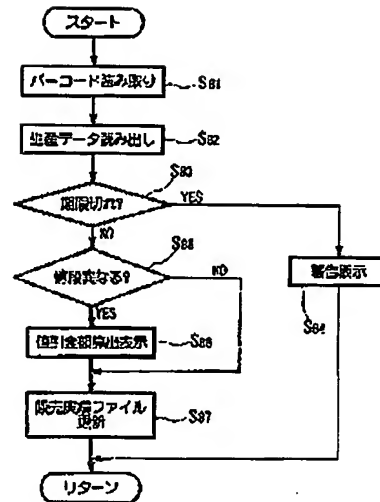 スタート
バーコード読み取り
S81
生産データ読み出し
S82
S83
期限切れ?
YES
NO
S85
値段異なる?
NO
警告表示
S84
YES
値引金額算出表示
S86
販売実績ファイル
更新
S87
リターン